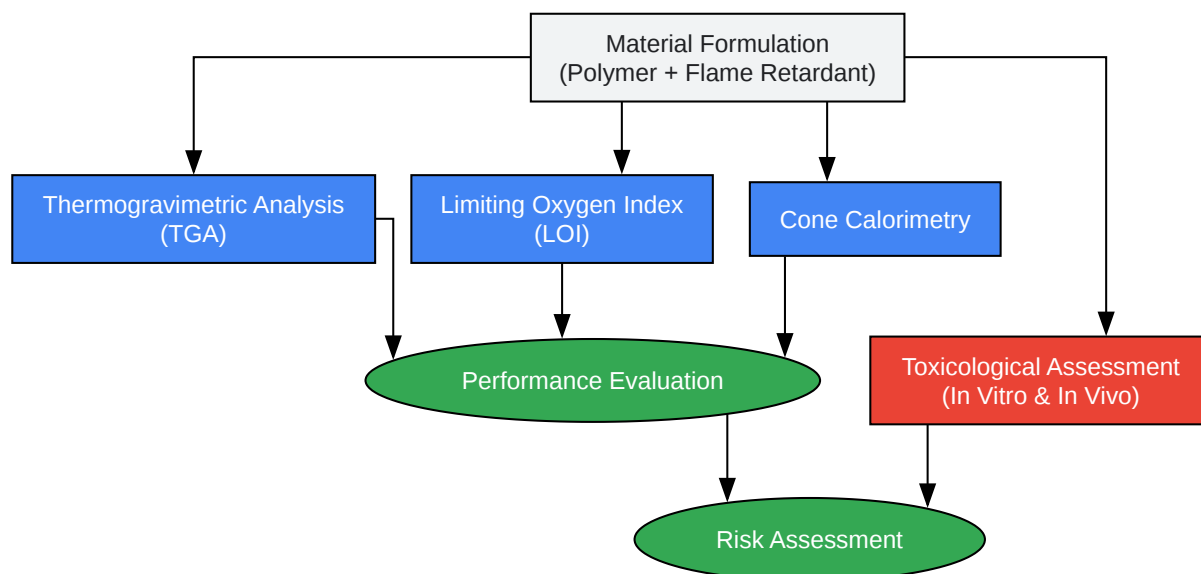 Material Formulation
(Polymer + Flame Retardant)
Thermogravimetric Analysis
(TGA)
Limiting Oxygen Index
(LOI)
Cone Calorimetry
Performance Evaluation
Toxicological Assessment
(In Vitro & In Vivo)
Risk Assessment